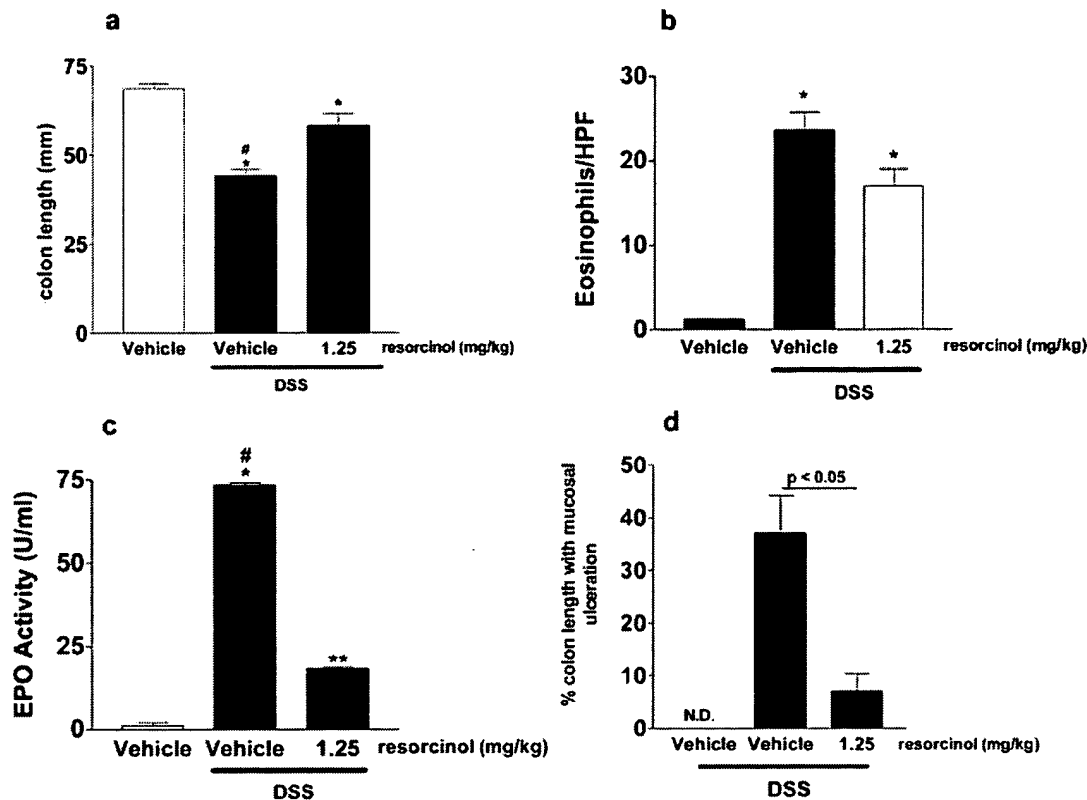 a
colon length (mm)
75
50
25
0
#
*
*
Vehicle Vehicle 1.25 resorcinol (mg/kg)
DSS
b
Eosinophils/HPF
30
20
10
0
*
*
Vehicle Vehicle 1.25 resorcinol (mg/kg)
DSS
c
EPO Activity (U/ml)
75
50
25
0
#
*
**
Vehicle Vehicle 1.25 resorcinol (mg/kg)
DSS
d
% colon length with mucosal
ulceration
50
40
30
20
10
0
p < 0.05
N.D.
Vehicle Vehicle 1.25 resorcinol (mg/kg)
DSS